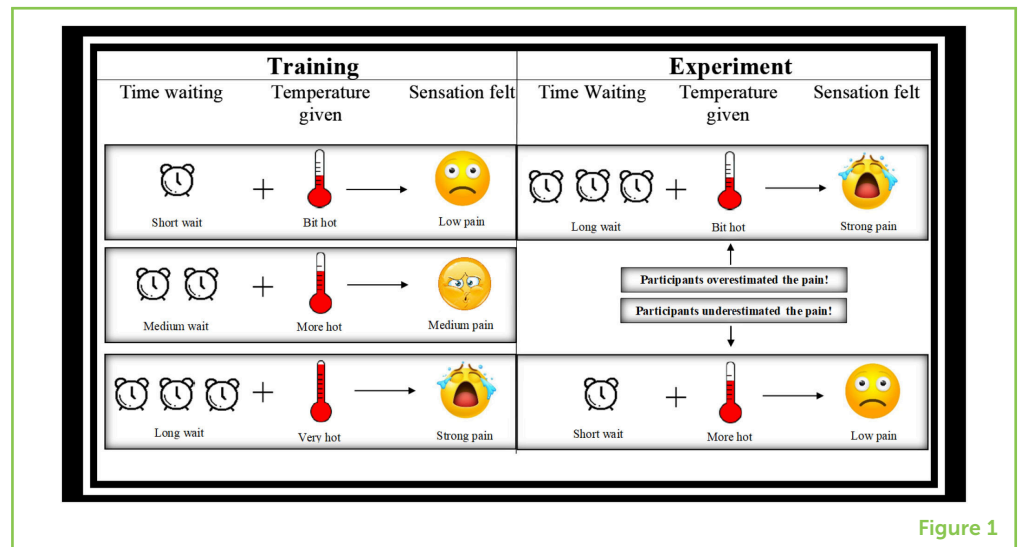 Training
Experiment
Time waiting
Temperature
given
Sensation felt
Time Waiting
Temperature
given
Sensation felt
Short wait
Bit hot
Low pain
Long wait
Bit hot
Strong pain
Participants overestimated the pain!
Participants underestimated the pain!
Medium wait
More hot
Medium pain
Long wait
Very hot
Strong pain
Short wait
More hot
Low pain
Figure 1